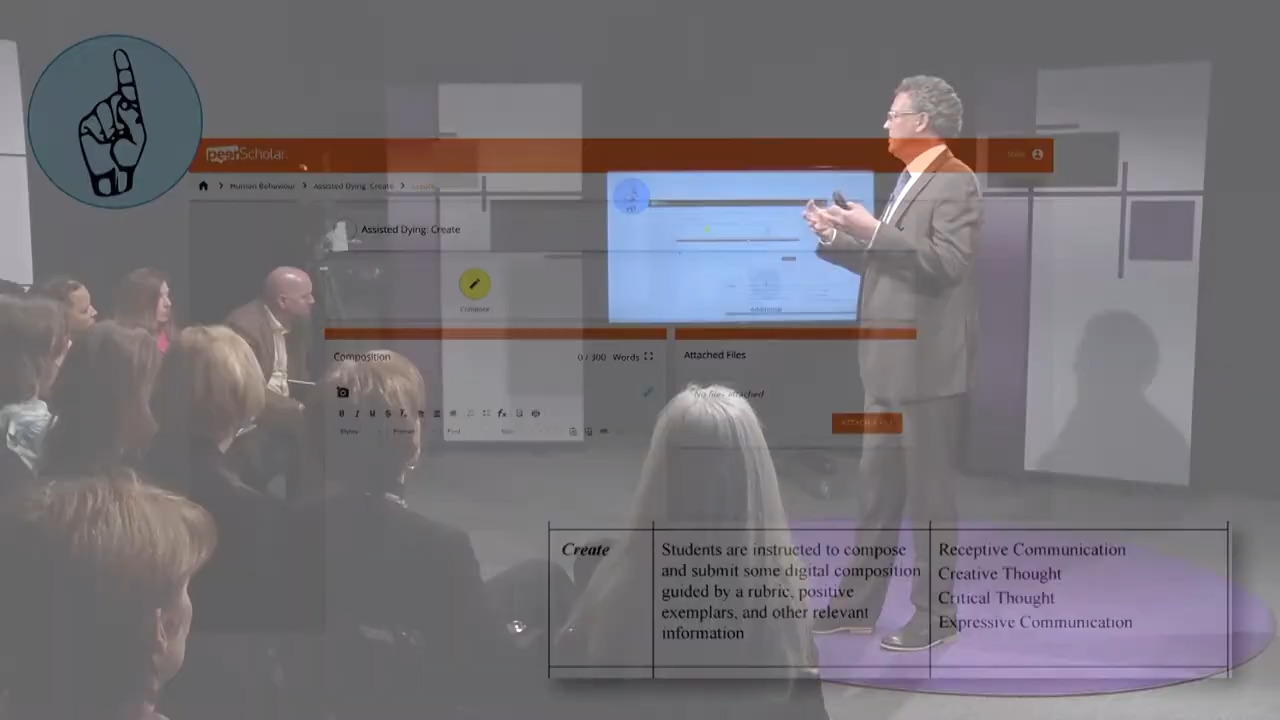 peerScholar
Human Behaviour > Assisted Dying: Create >
Assisted Dying: Create
Compose
Additional
Composition
0 / 300 Words
Attached Files
No files attached
B I U S
Create
Students are instructed to compose
and submit some digital composition
guided by a rubric, positive
exemplars, and other relevant
information
Receptive Communication
Creative Thought
Critical Thought
Expressive Communication